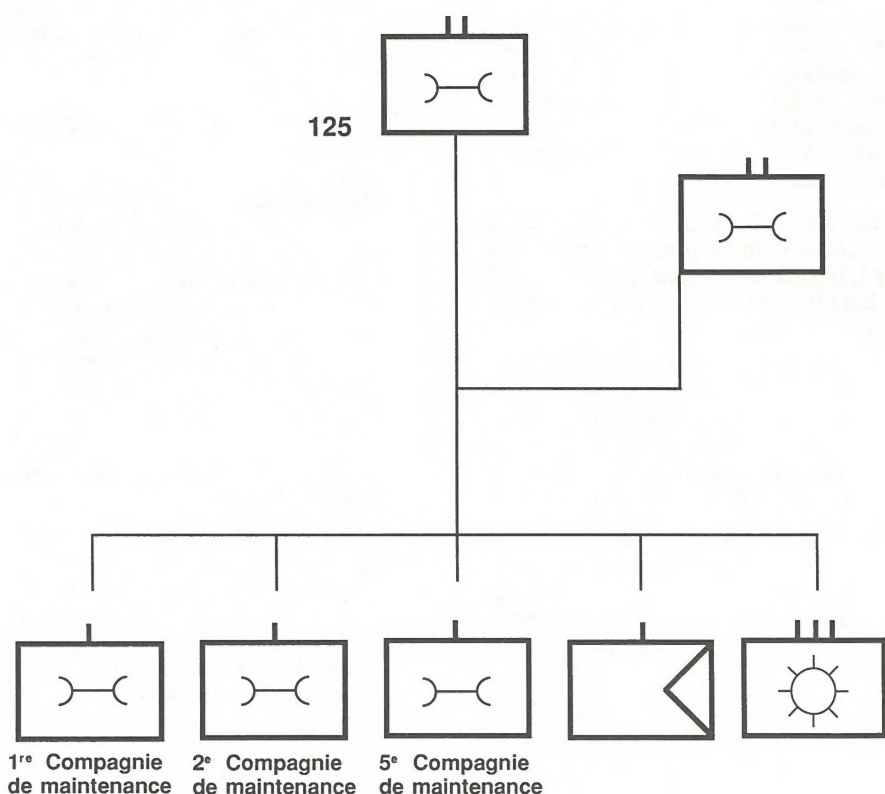 125
1re Compagnie
de maintenance
2e Compagnie
de maintenance
5e Compagnie
de maintenance